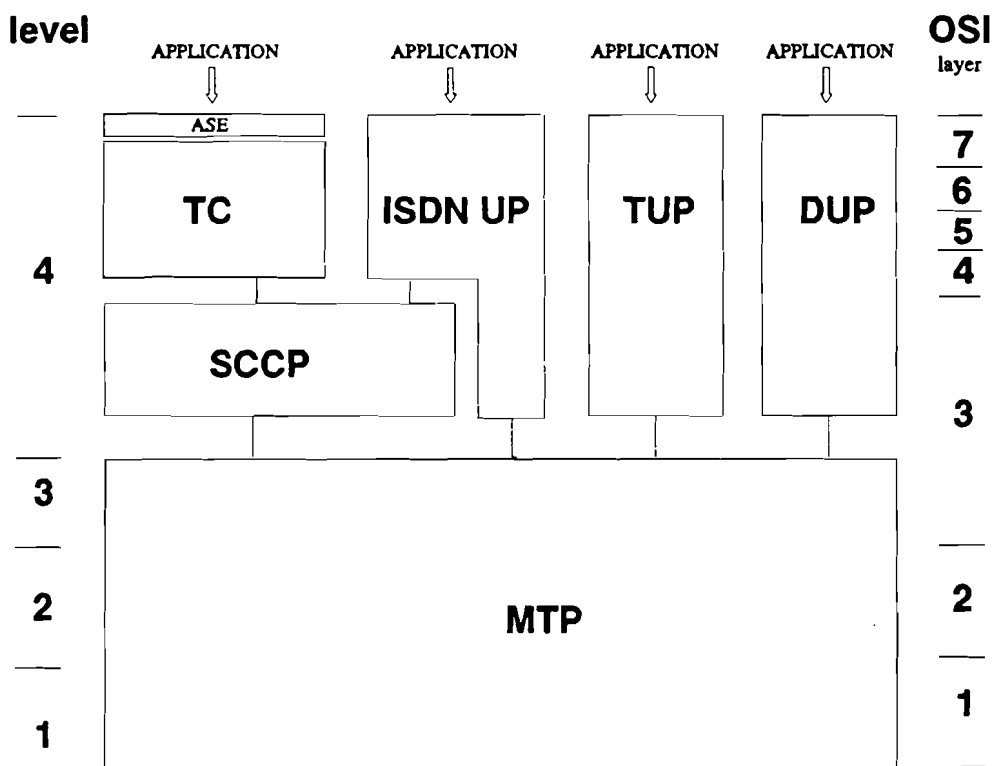 level
OSI
layer
APPLICATION
APPLICATION
APPLICATION
APPLICATION
ASE
TC
ISDN UP
TUP
DUP
7
6
5
4
4
SCCP
3
3
2
MTP
2
1
1